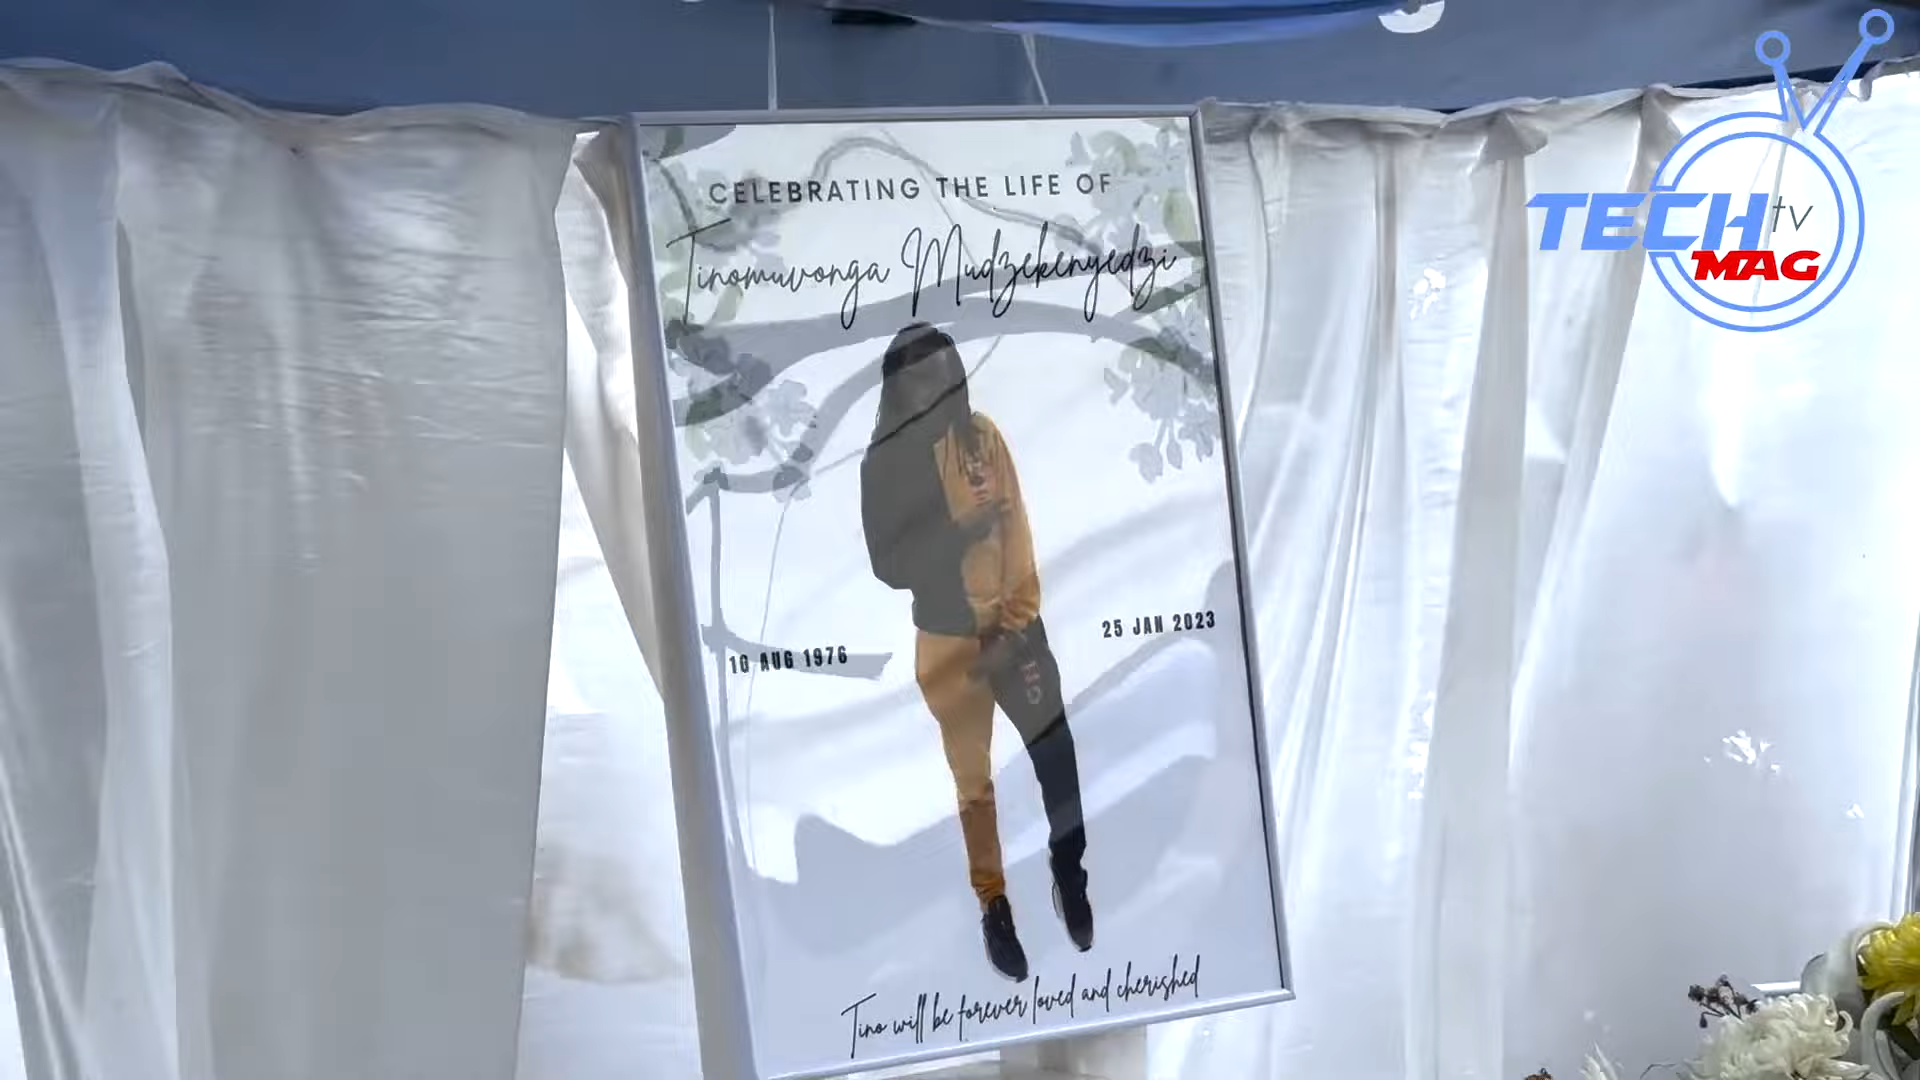 CELEBRATING THE LIFE OF
Tinomuvonga Mudzekenyedzi
10 AUG 1976
25 JAN 2023
Tino will be forever loved and cherished
TECH tv
MAG